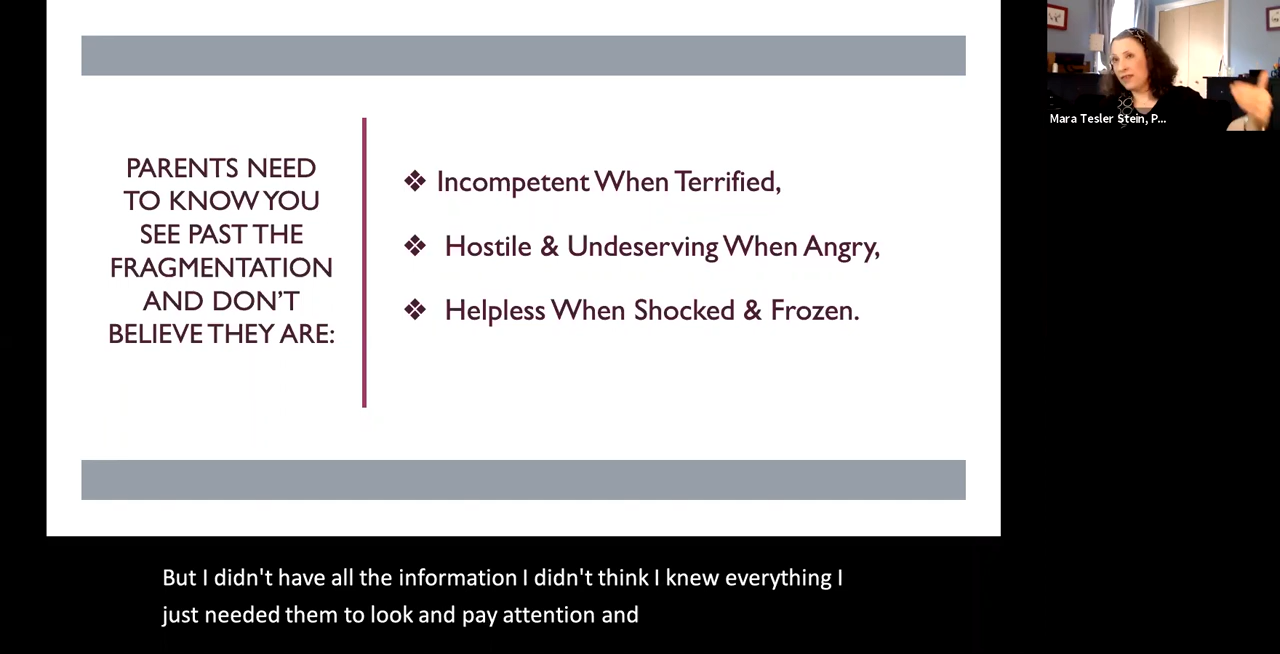 PARENTS NEED
TO KNOW YOU
SEE PAST THE
FRAGMENTATION
AND DON'T
BELIEVE THEY ARE:
❖ Incompetent When Terrified,
❖ Hostile & Undeserving When Angry,
❖ Helpless When Shocked & Frozen.
Mara Tesler Stein, P...
But I didn't have all the information I didn't think I knew everything I
just needed them to look and pay attention and